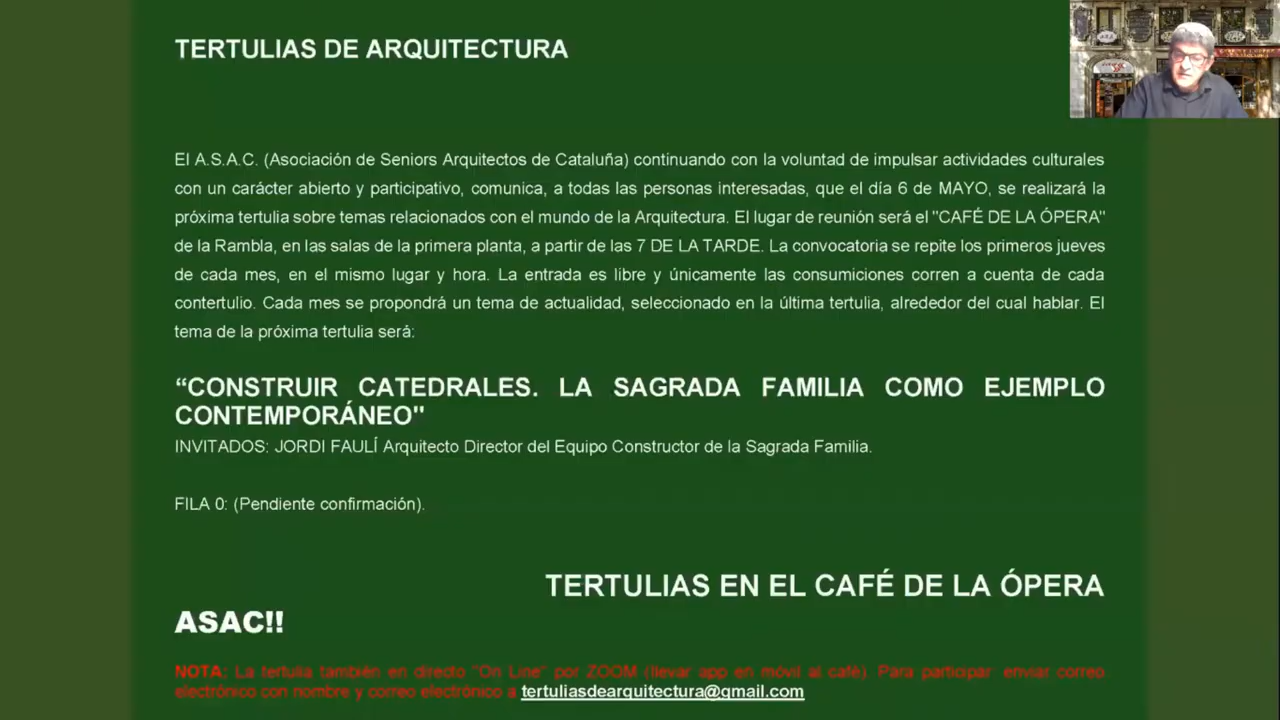 TERTULIAS DE ARQUITECTURA
El A.S.A.C. (Asociación de Seniors Arquitectos de Cataluña) continuando con la voluntad de impulsar actividades culturales
con un carácter abierto y participativo, comunica, a todas las personas interesadas, que el día 6 de MAYO, se realizará la
próxima tertulia sobre temas relacionados con el mundo de la Arquitectura. El lugar de reunión será el "CAFÉ DE LA ÓPERA"
de la Rambla, en las salas de la primera planta, a partir de las 7 DE LA TARDE. La convocatoria se repite los primeros jueves
de cada mes, en el mismo lugar y hora. La entrada es libre y únicamente las consumiciones corren a cuenta de cada
contertulio. Cada mes se propondrá un tema de actualidad, seleccionado en la última tertulia, alrededor del cual hablar. El
tema de la próxima tertulia será:
“CONSTRUIR CATEDRALES. LA SAGRADA FAMILIA COMO EJEMPLO
CONTEMPORÁNEO"
INVITADOS: JORDI FAULÍ Arquitecto Director del Equipo Constructor de la Sagrada Familia.
FILA 0: (Pendiente confirmación).
TERTULIAS EN EL CAFÉ DE LA ÓPERA
ASAC!!
NOTA: La tertulia también en directo "On Line" por ZOOM (llevar app en móvil al café). Para participar enviar correo
electrónico con nombre y correo electrónico a tertuliasdearquitectura@gmail.com